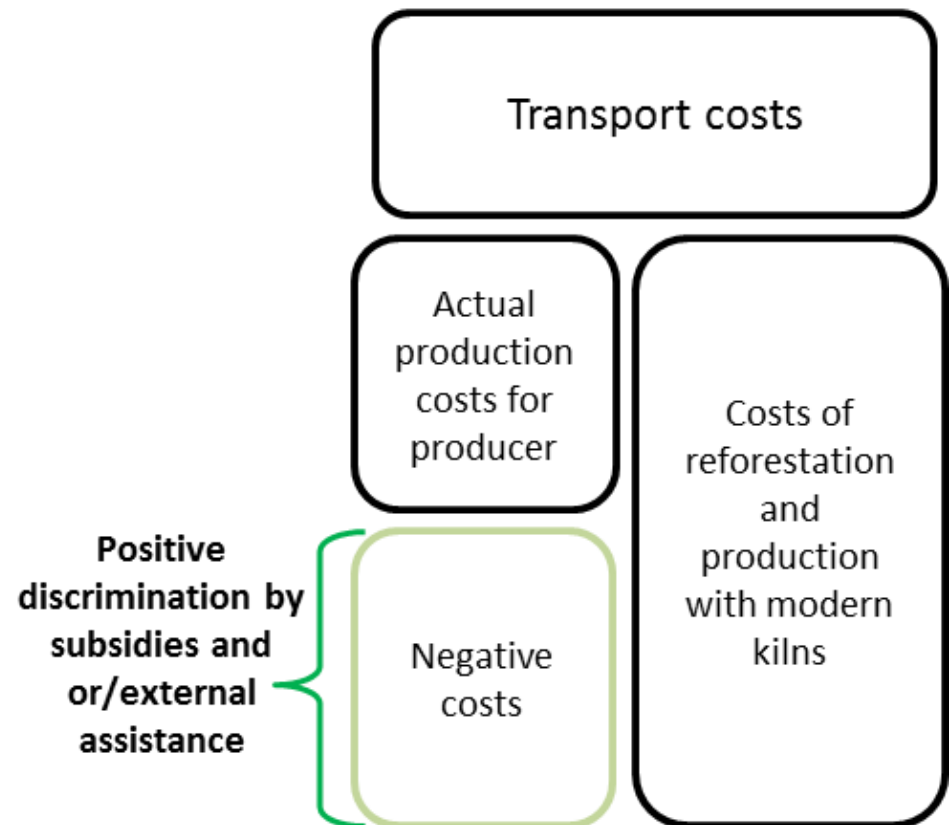 Transport costs
Actual
production
costs for
producer
Costs of
reforestation
and
production
with modern
kilns
Positive
discrimination by
subsidies and
or/external
assistance
Negative
costs